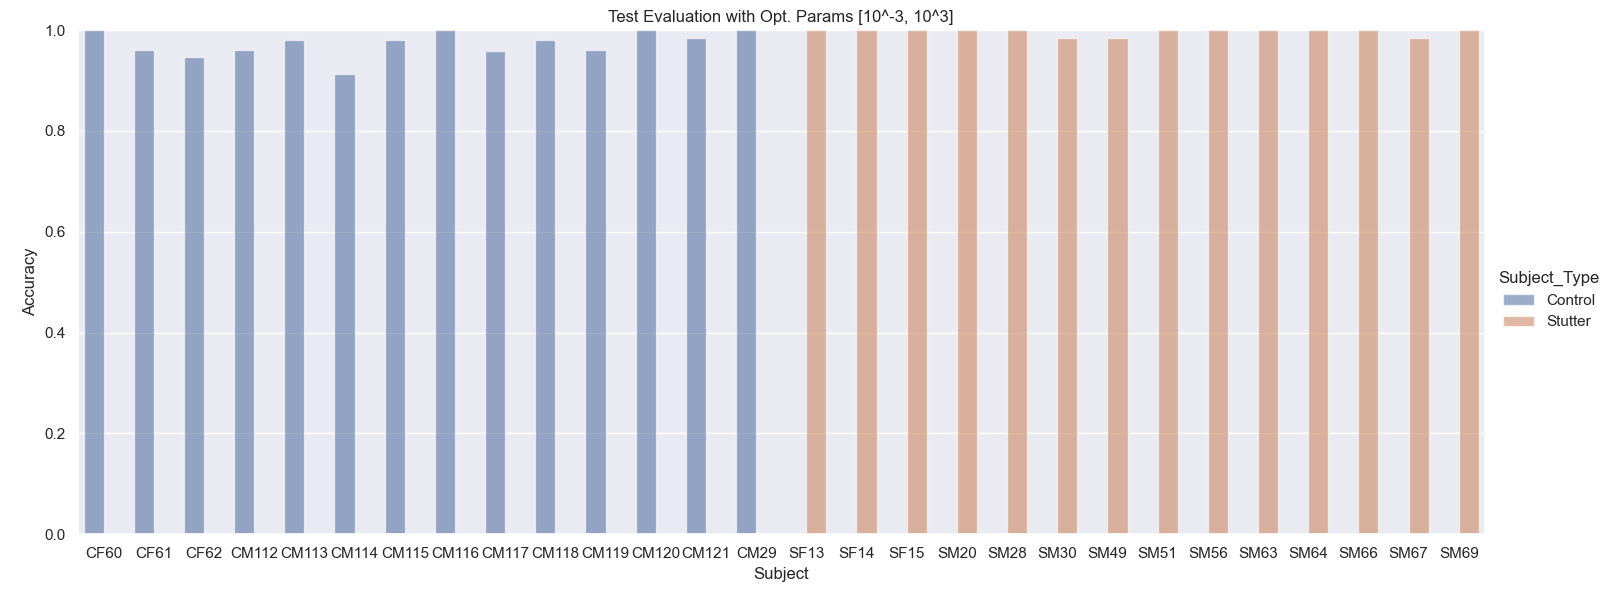 Test Evaluation with Opt. Params [10^-3, 10^3]
1.0
0.8
0.6
0.4
0.2
0.0
Accuracy
CF60 CF61 CF62 CM112 CM113 CM114 CM115 CM116 CM117 CM118 CM119 CM120 CM121 CM29 SF13 SF14 SF15 SM20 SM28 SM30 SM49 SM51 SM56 SM63 SM64 SM66 SM67 SM69
Subject
Subject_Type
Control
Stutter